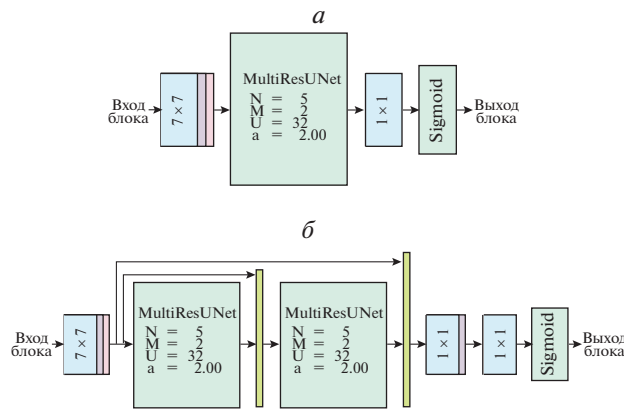 а
Вход
блока
7 × 7
MultiResUNet
N = 5
M = 2
U = 32
a = 2.00
1 × 1
Sigmoid
Выход
блока
б
Вход
блока
7 × 7
MultiResUNet
N = 5
M = 2
U = 32
a = 2.00
MultiResUNet
N = 5
M = 2
U = 32
a = 2.00
1 × 1
1 × 1
Sigmoid
Выход
блока